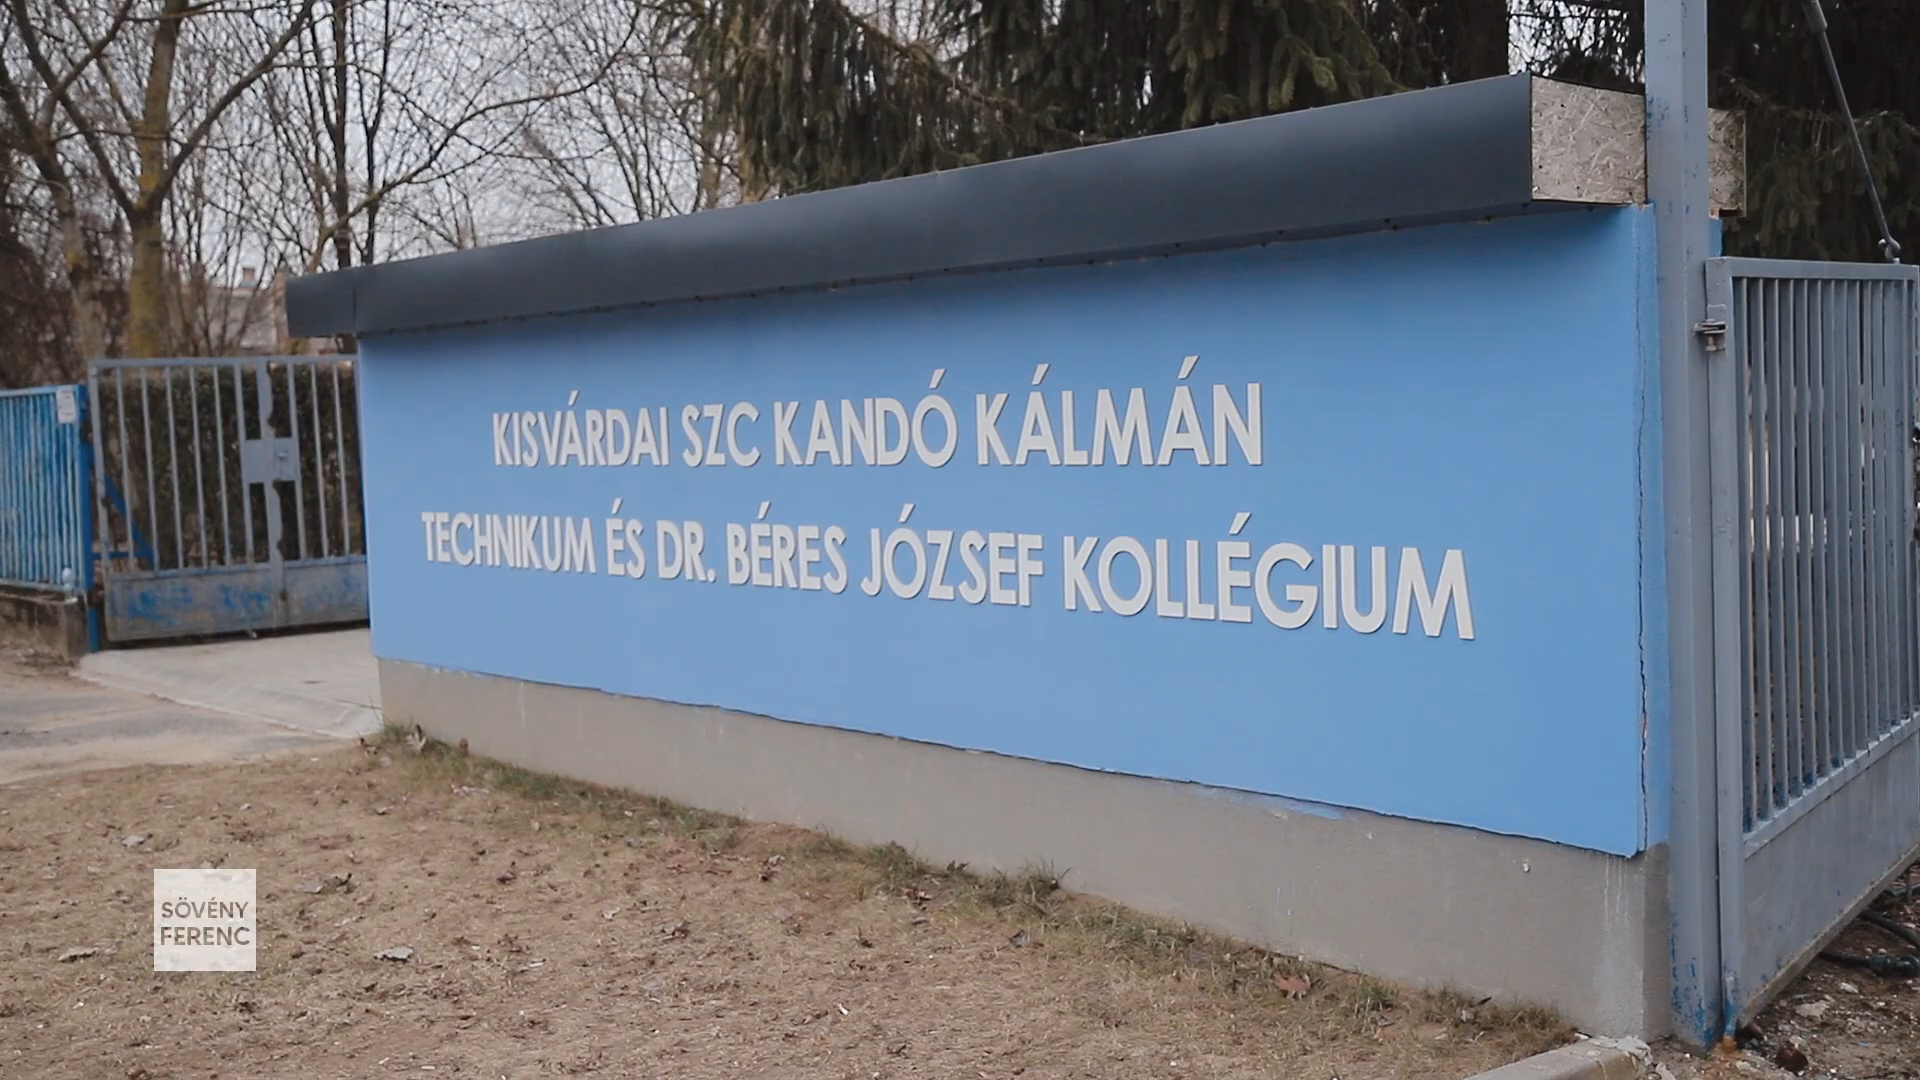 KISVÁRDAI SZC KANDÓ KÁLMÁN
TECHNIKUM ÉS DR. BÉRES JÓZSEF KOLLÉGIUM
SÖVÉNY
FERENC